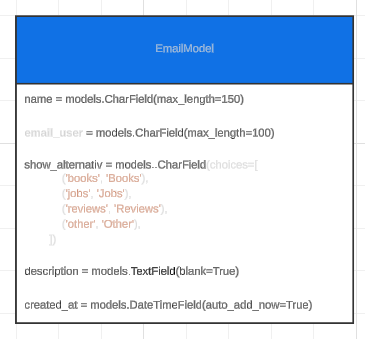 EmailModel
name = models.CharField(max_length=150)
email_user = models.CharField(max_length=100)
show_alternativ = models..CharField(choices=[
('books', 'Books'),
('jobs', 'Jobs'),
('reviews', 'Reviews'),
('other', 'Other'),
])
description = models.TextField(blank=True)
created_at = models.DateTimeField(auto_add_now=True)